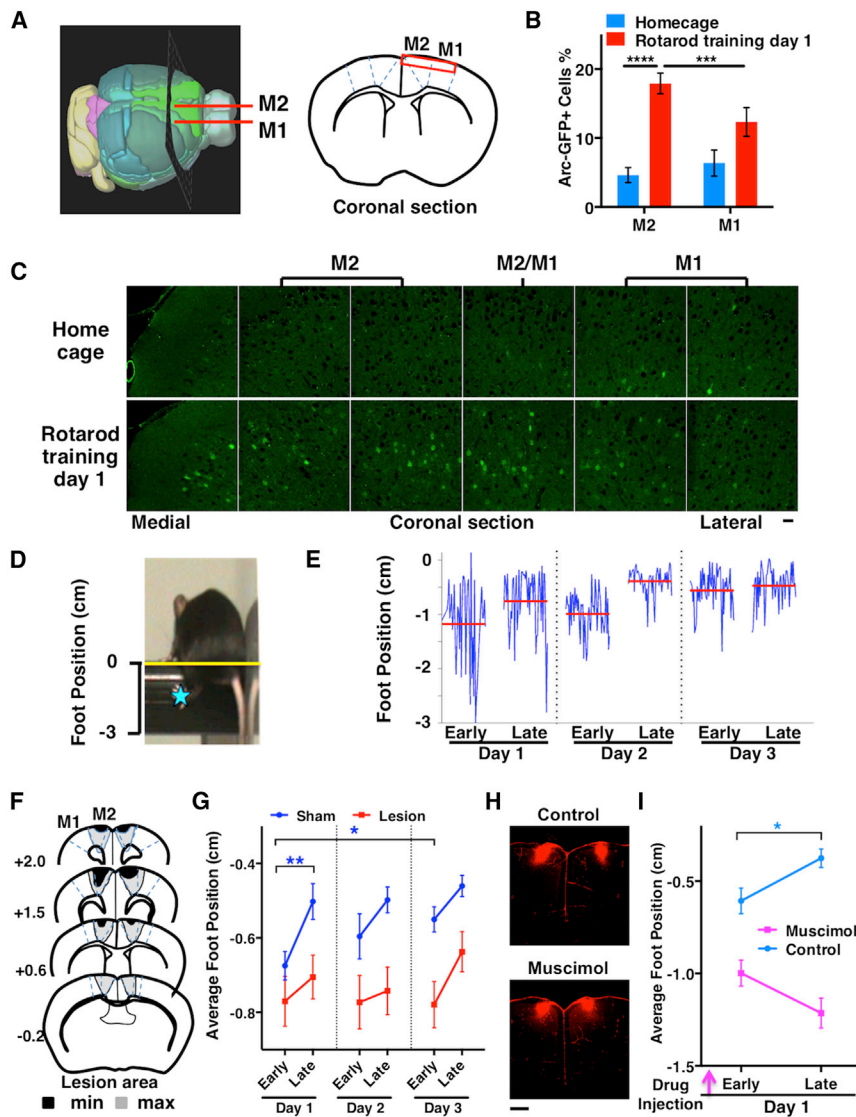 A
M2
M1
M2
M1
Coronal section
B
Homecage
Rotarod training day 1
****
***
Arc-GFP+ Cells %
20
10
0
M2
M1
C
M2
M2/M1
M1
Home
cage
Rotarod
training
day 1
Medial
Coronal section
Lateral
D
Foot Position (cm)
0
-3
E
Foot Position (cm)
0
-1
-2
-3
Early
Late
Early
Late
Early
Late
Day 1
Day 2
Day 3
F
M1
M2
+2.0
+1.5
+0.6
-0.2
Lesion area
min
max
G
Sham
Lesion
*
**
Average Foot Position (cm)
-0.4
-0.6
-0.8
Early
Late
Early
Late
Early
Late
Day 1
Day 2
Day 3
H
Control
Muscimol
I
*
Average Foot Position (cm)
-0.5
-1.0
-1.5
Muscimol
Control
Drug
Injection
Early
Late
Day 1